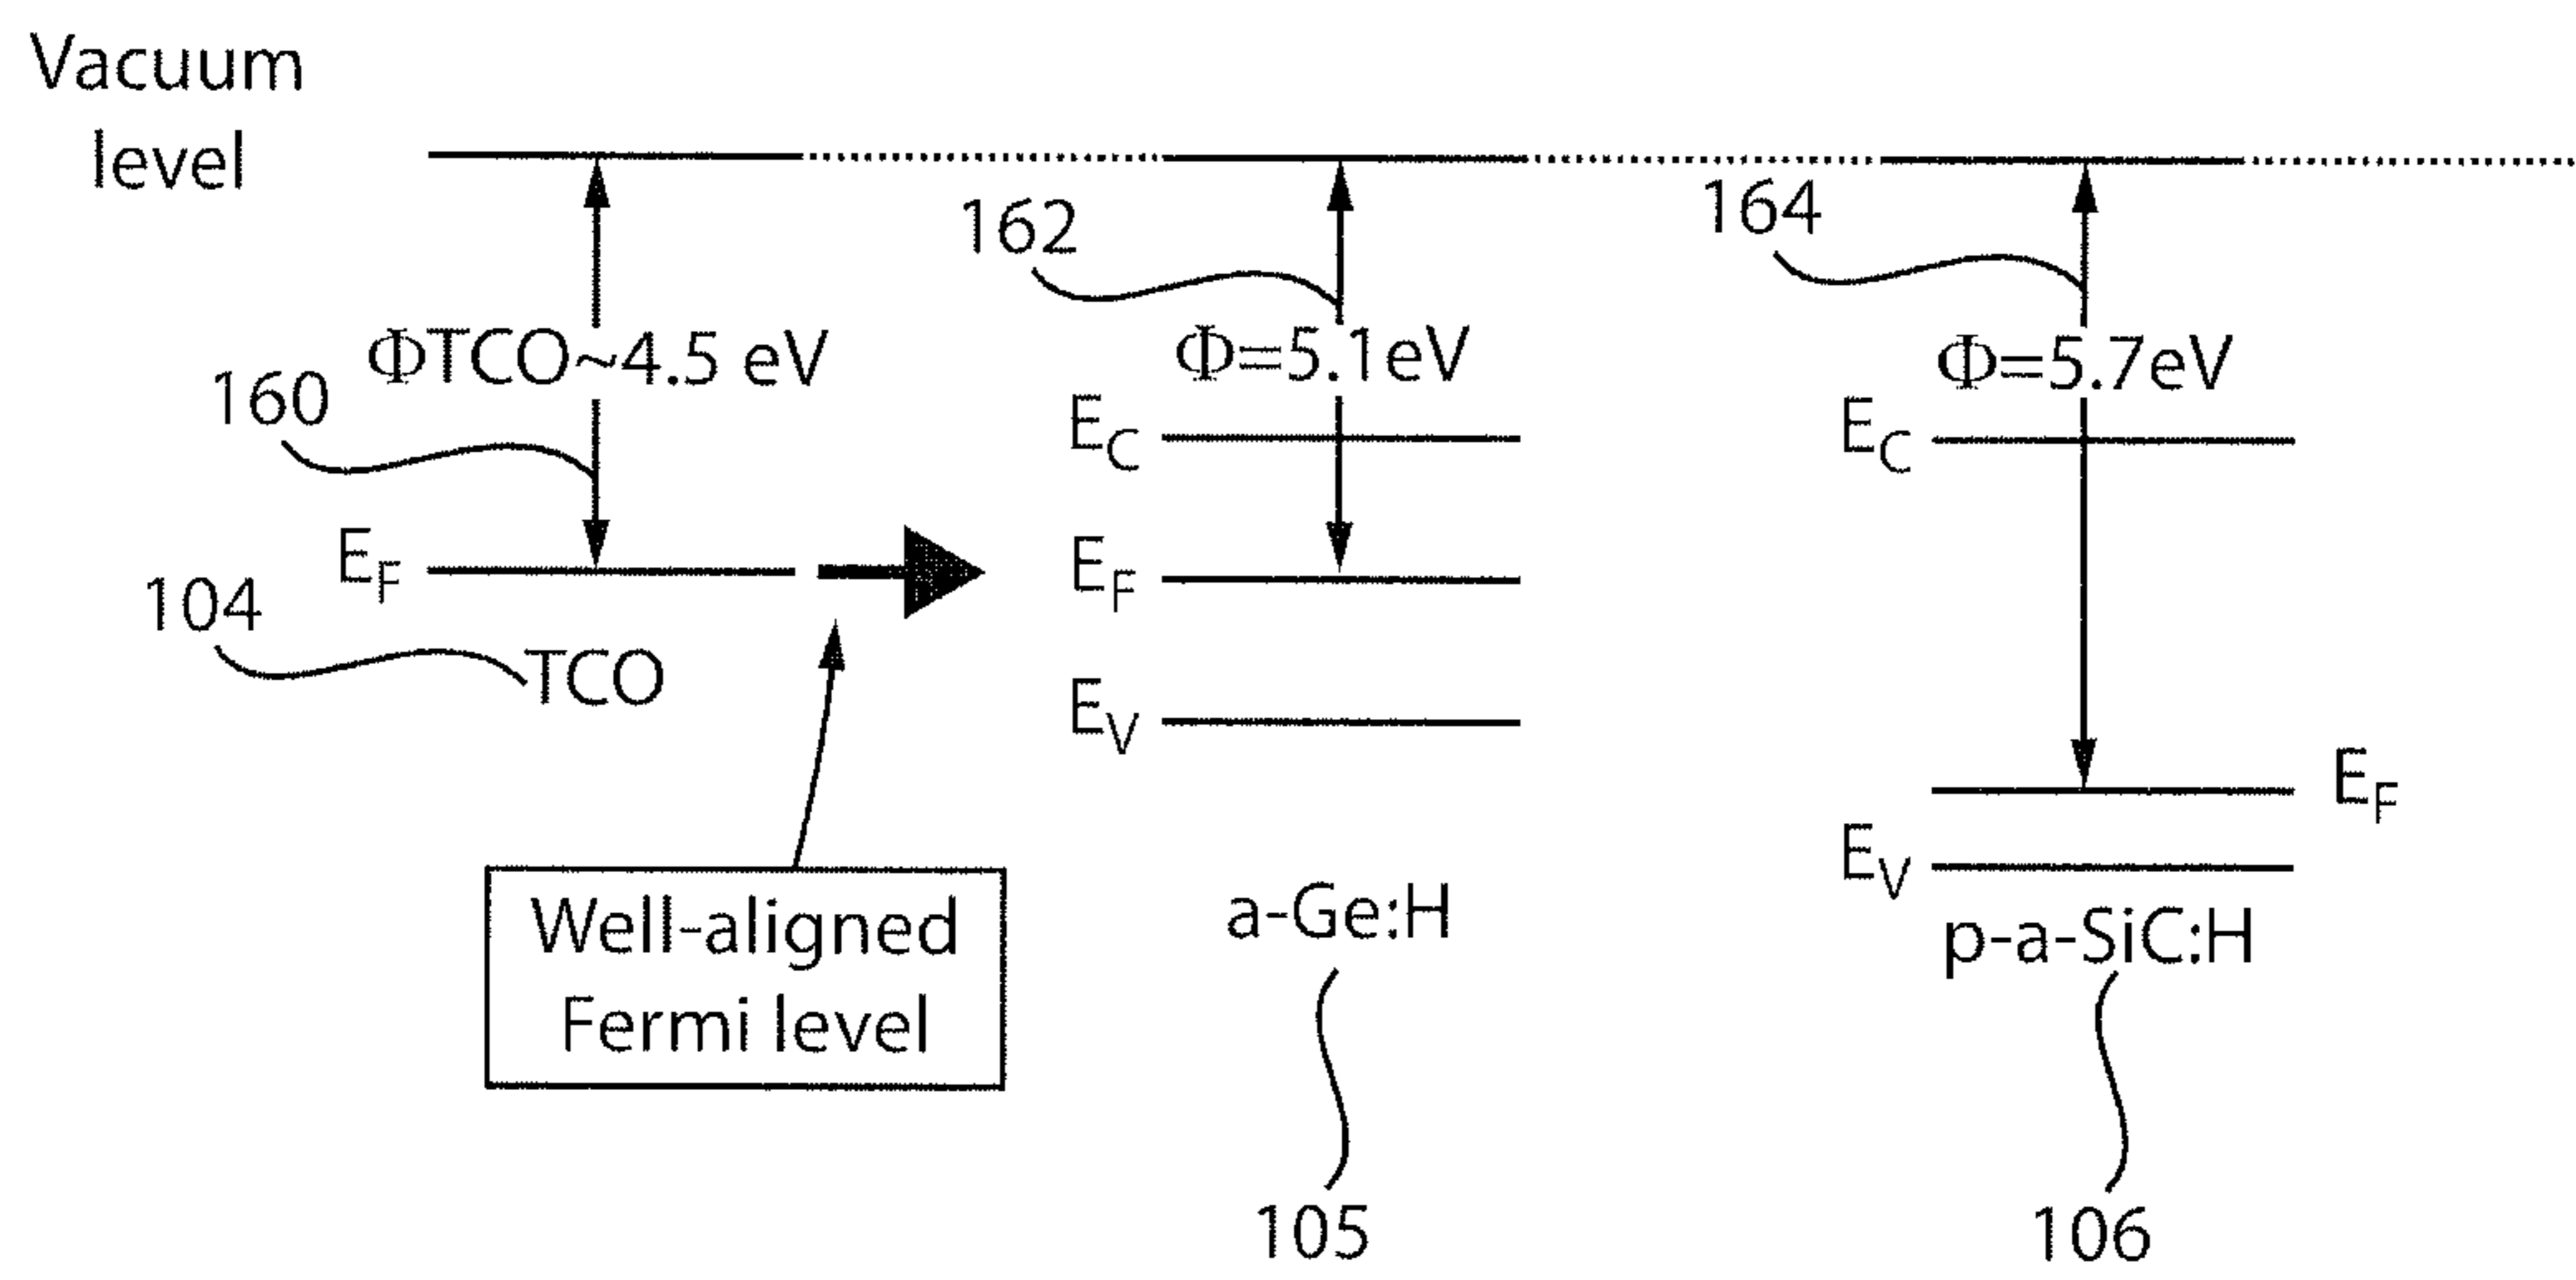 Vacuum
level
162
164
ΦTCO~4.5 eV
Φ=5.1eV
Φ=5.7eV
160
E_C
E_C
E_F
E_F
104
TCO
E_V
E_F
E_V
Well-aligned
Fermi level
a-Ge:H
p-a-SiC:H
105
106